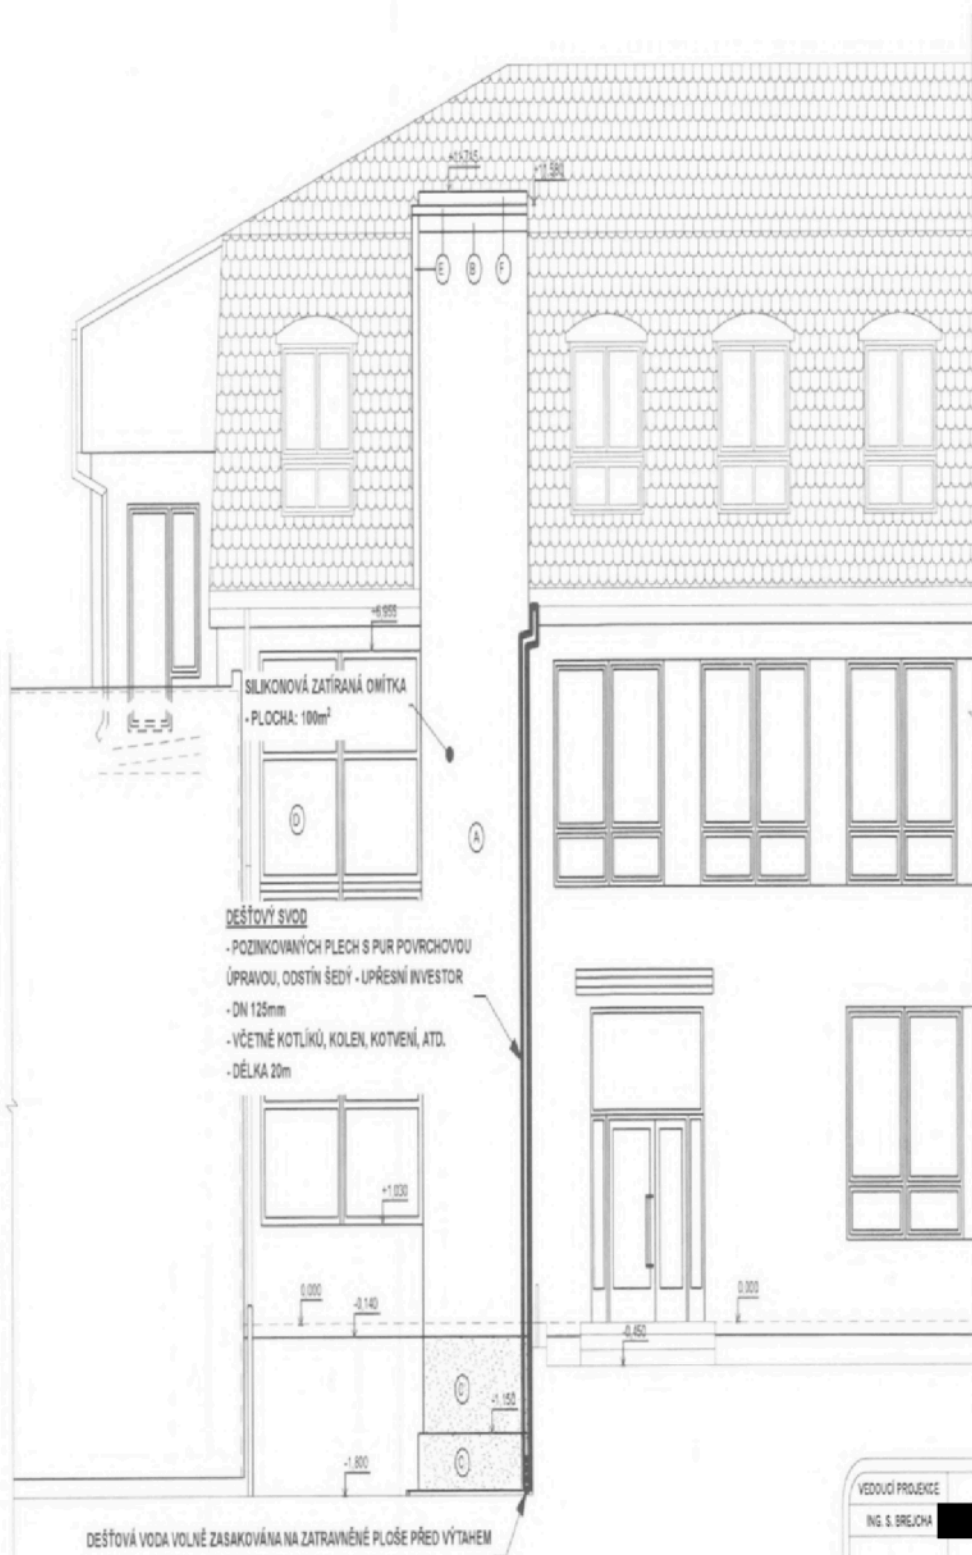 +11,715
+11,580
E B F
+6,955
SILIKONOVÁ ZATÍRANÁ OMÍTKA
- PLOCHA: 100m²
D
A
DEŠŤOVÝ SVOD
- POZINKOVANÝCH PLECH S PUR POVRCHOVOU
ÚPRAVOU, ODSTÍN ŠEDÝ - UPŘESNÍ INVESTOR
- DN 125mm
- VČETNĚ KOTLÍKŮ, KOLEN, KOTVENÍ, ATD.
- DÉLKA 20m
+1,030
0,000
-0,140
0,000
-0,450
-1,150
C
-1,800
VEDOUCÍ PROJEKCE
ING. S. BREJCHA
DEŠŤOVÁ VODA VOLNĚ ZASAKOVÁNA NA ZATRAVNĚNÉ PLOŠE PŘED VÝTAHEM